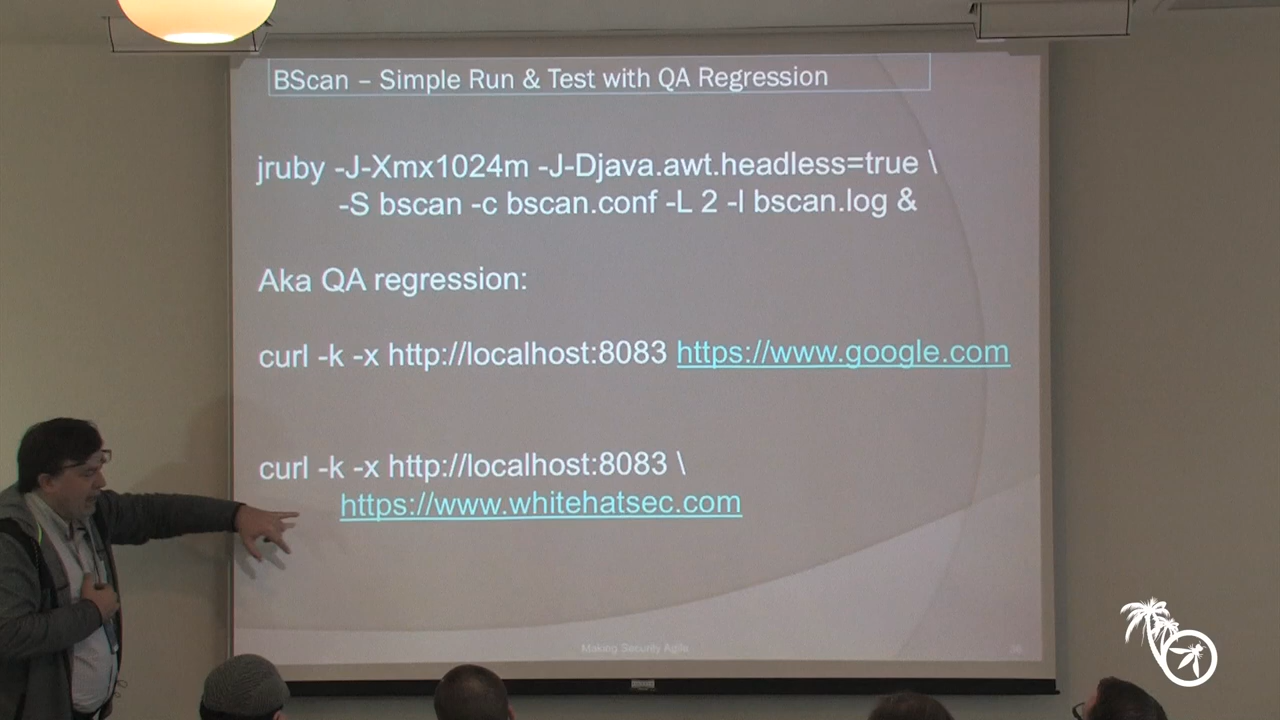 BScan – Simple Run & Test with QA Regression
jruby -J-Xmx1024m -J-Djava.awt.headless=true \
-S bscan -c bscan.conf -L 2 -l bscan.log &
Aka QA regression:
curl -k -x http://localhost:8083 https://www.google.com
curl -k -x http://localhost:8083 \
https://www.whitehatsec.com
Making Security Agile